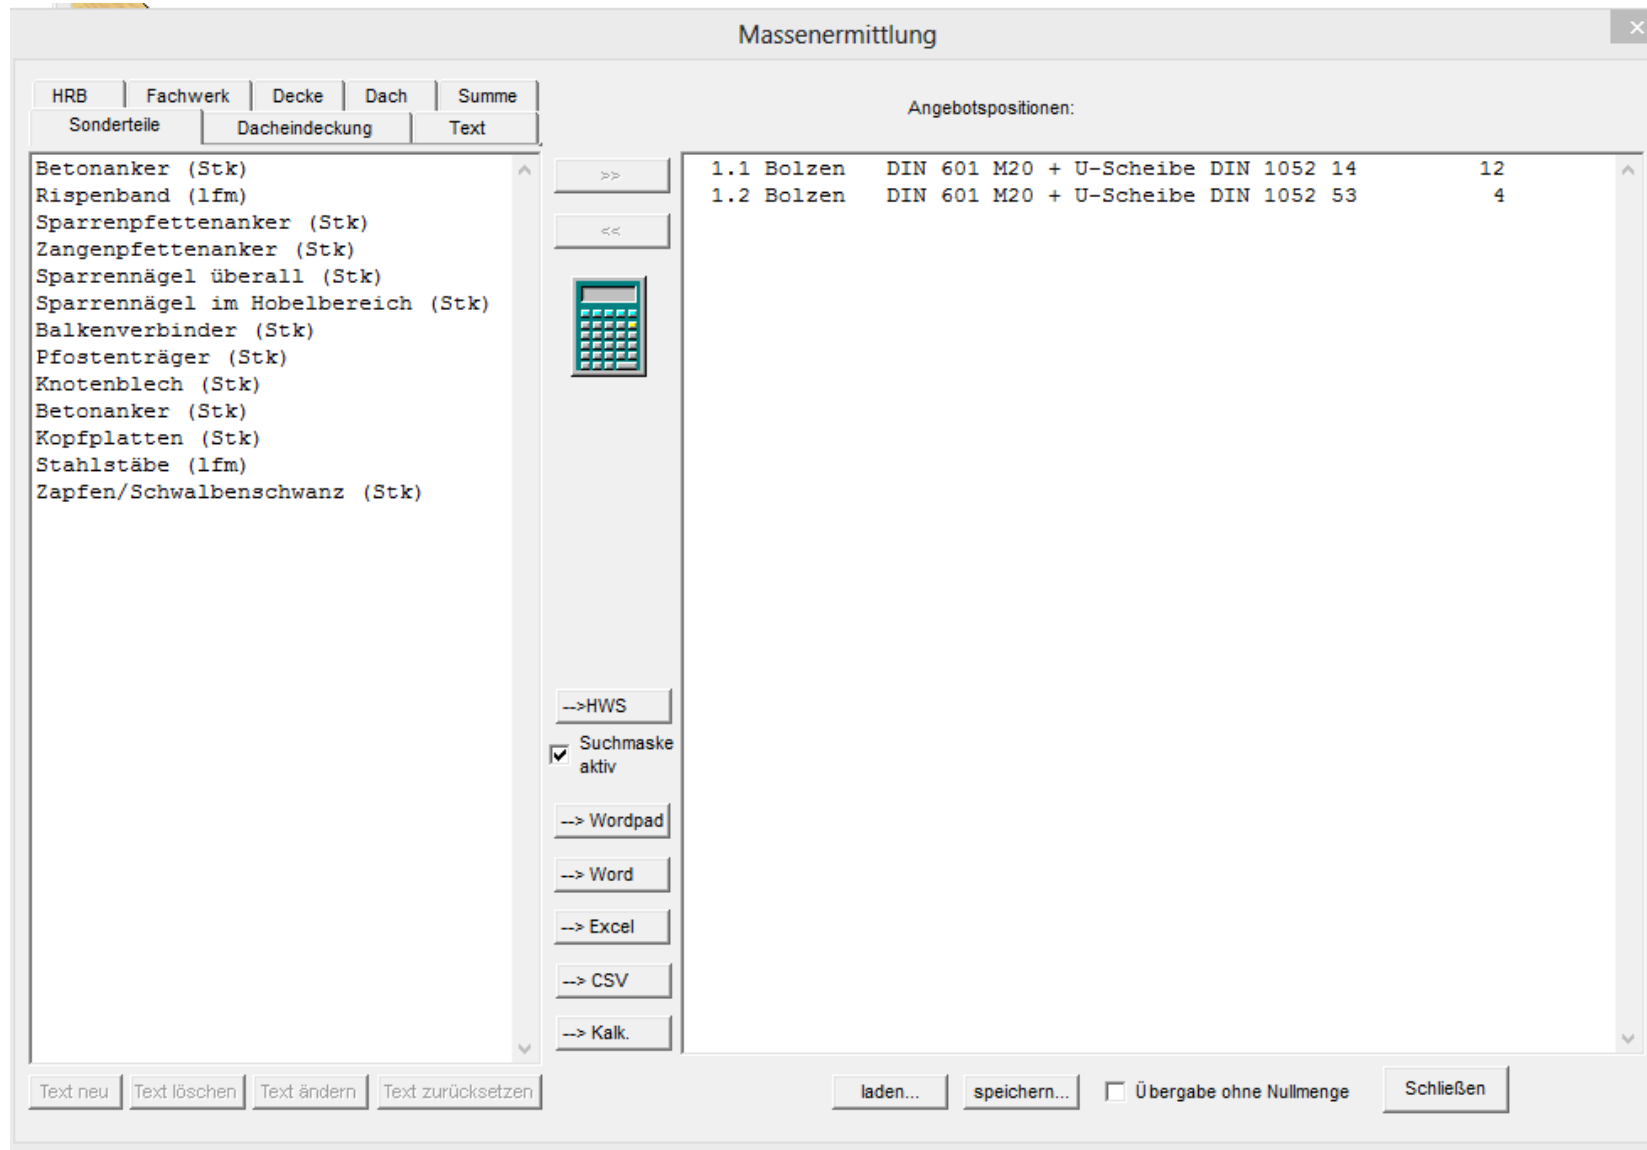 Massenermittlung
HRB Fachwerk Decke Dach Summe
Sonderteile Dacheindeckung Text
Angebotspositionen:
Betonanker (Stk)
Rispenband (lfm)
Sparrenpfettenanker (Stk)
Zangenpfettenanker (Stk)
Sparrennägel überall (Stk)
Sparrennägel im Hobelbereich (Stk)
Balkenverbinder (Stk)
Pfostenträger (Stk)
Knotenblech (Stk)
Betonanker (Stk)
Kopfplatten (Stk)
Stahlstäbe (lfm)
Zapfen/Schwalbenschwanz (Stk)
>>
<<
-->HWS
Suchmaske
aktiv
--> Wordpad
--> Word
--> Excel
--> CSV
--> Kalk.
1.1 Bolzen DIN 601 M20 + U-Scheibe DIN 1052 14 12
1.2 Bolzen DIN 601 M20 + U-Scheibe DIN 1052 53 4
Text neu Text löschen Text ändern Text zurücksetzen
laden... speichern... Übergabe ohne Nullmenge Schließen